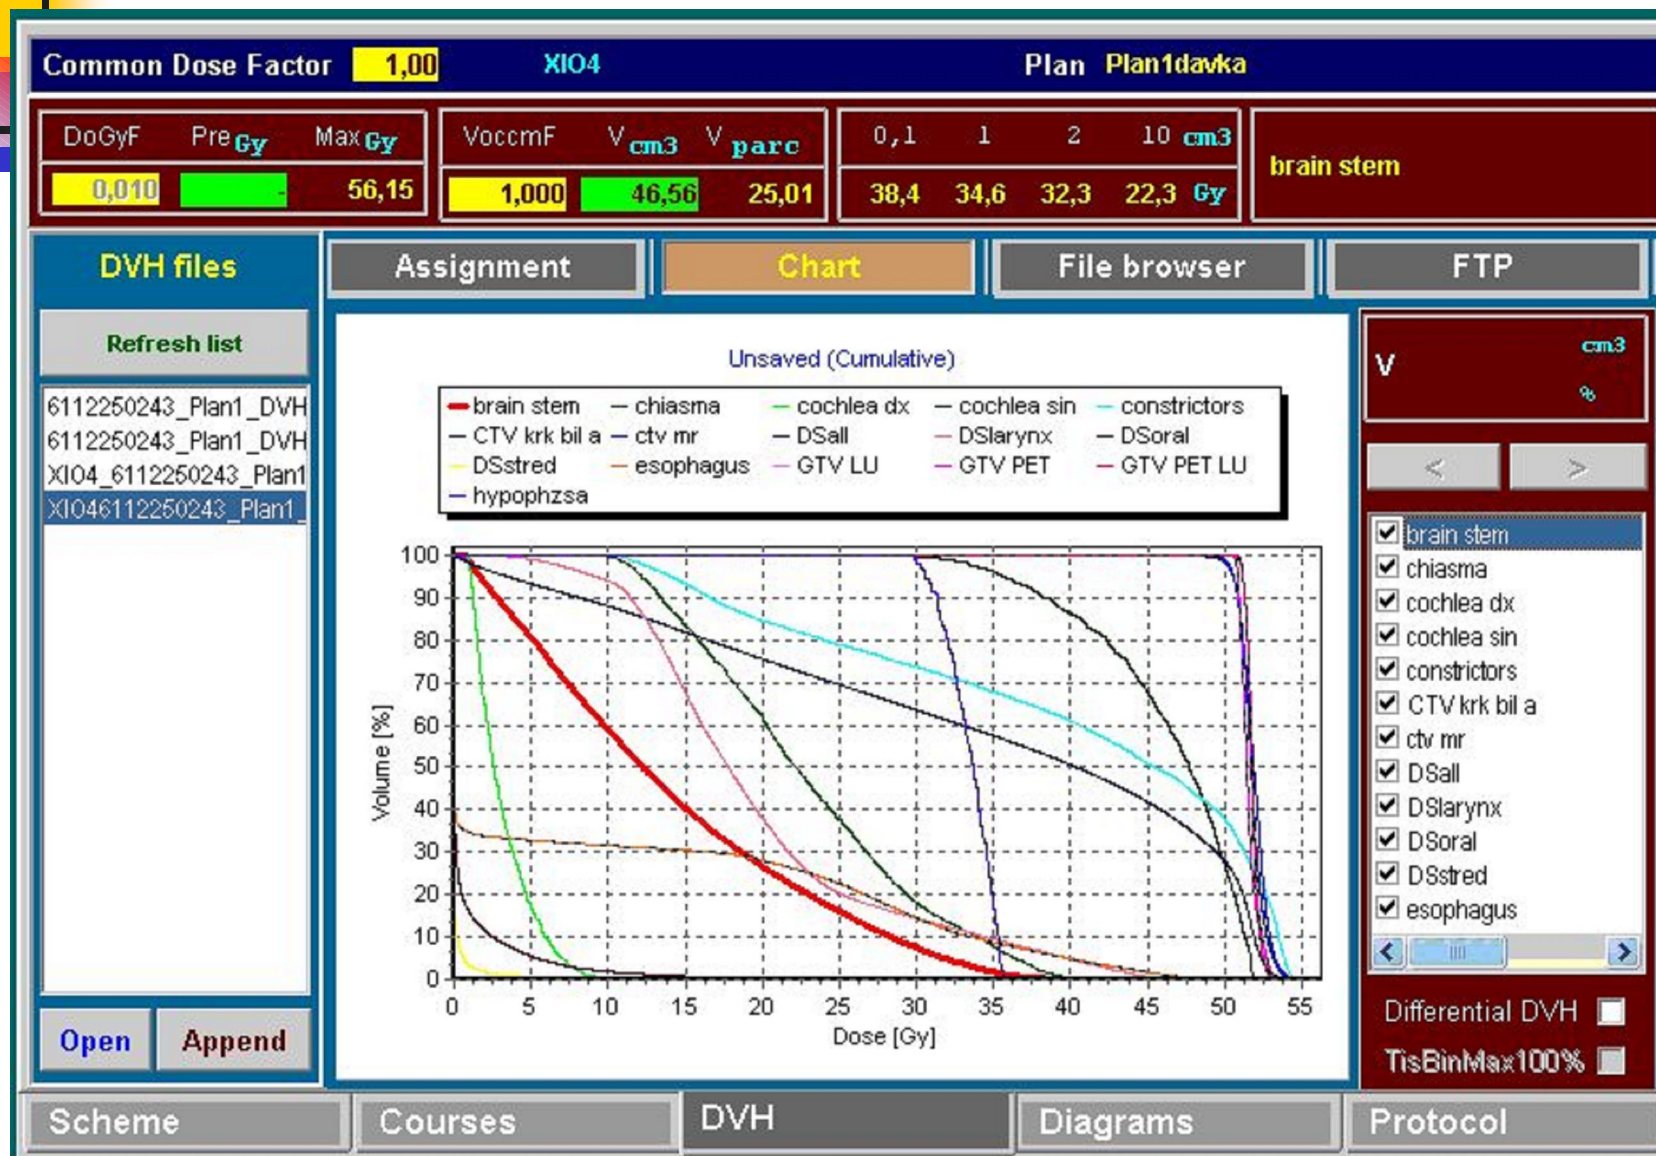 Common Dose Factor 1,00 XIO4 Plan Plan1davka
DoGyF Pre Gy Max Gy VoccmF V cm3 V parc 0,1 1 2 10 cm3
0,010 - 56,15 1,000 46,56 25,01 38,4 34,6 32,3 22,3 Gy
brain stem
DVH files Assignment Chart File browser FTP
Refresh list
6112250243_Plan1_DVH
6112250243_Plan1_DVH
XIO4_6112250243_Plan1
XIO46112250243_Plan1_
Open Append
Unsaved (Cumulative)
brain stem chiasma cochlea dx cochlea sin constrictors
CTV krk bil a ctv mr DSall DSlarynx DSoral
DSstred esophagus GTV LU GTV PET GTV PET LU
hypophzsa
Volume [%]
100
90
80
70
60
50
40
30
20
10
0
0 5 10 15 20 25 30 35 40 45 50 55
Dose [Gy]
V cm3
%
< >
brain stem
chiasma
cochlea dx
cochlea sin
constrictors
CTV krk bil a
ctv mr
DSall
DSlarynx
DSoral
DSstred
esophagus
Differential DVH
TisBinMax100%
Scheme Courses DVH Diagrams Protocol